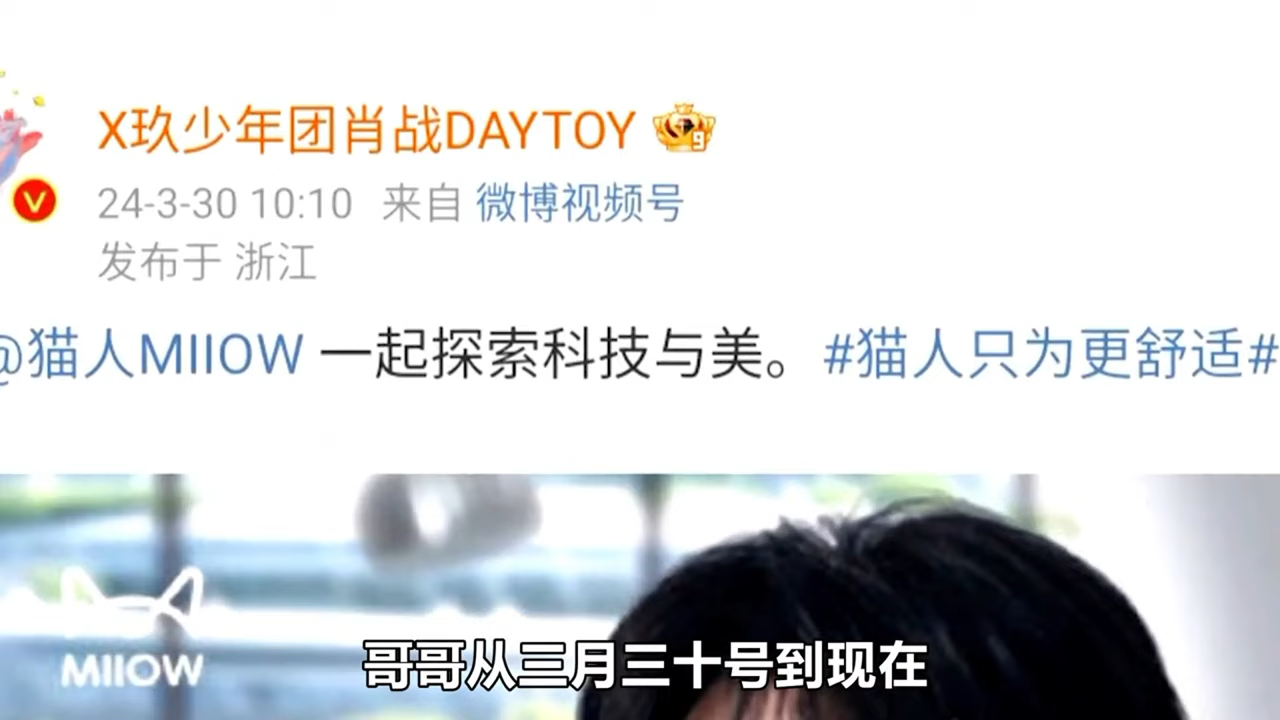 X玖少年团肖战DAYTOY
9
V
24-3-30 10:10 来自 微博视频号
发布于 浙江
@猫人MIIOW 一起探索科技与美。#猫人只为更舒适#
MIIOW
哥哥从三月三十号到现在